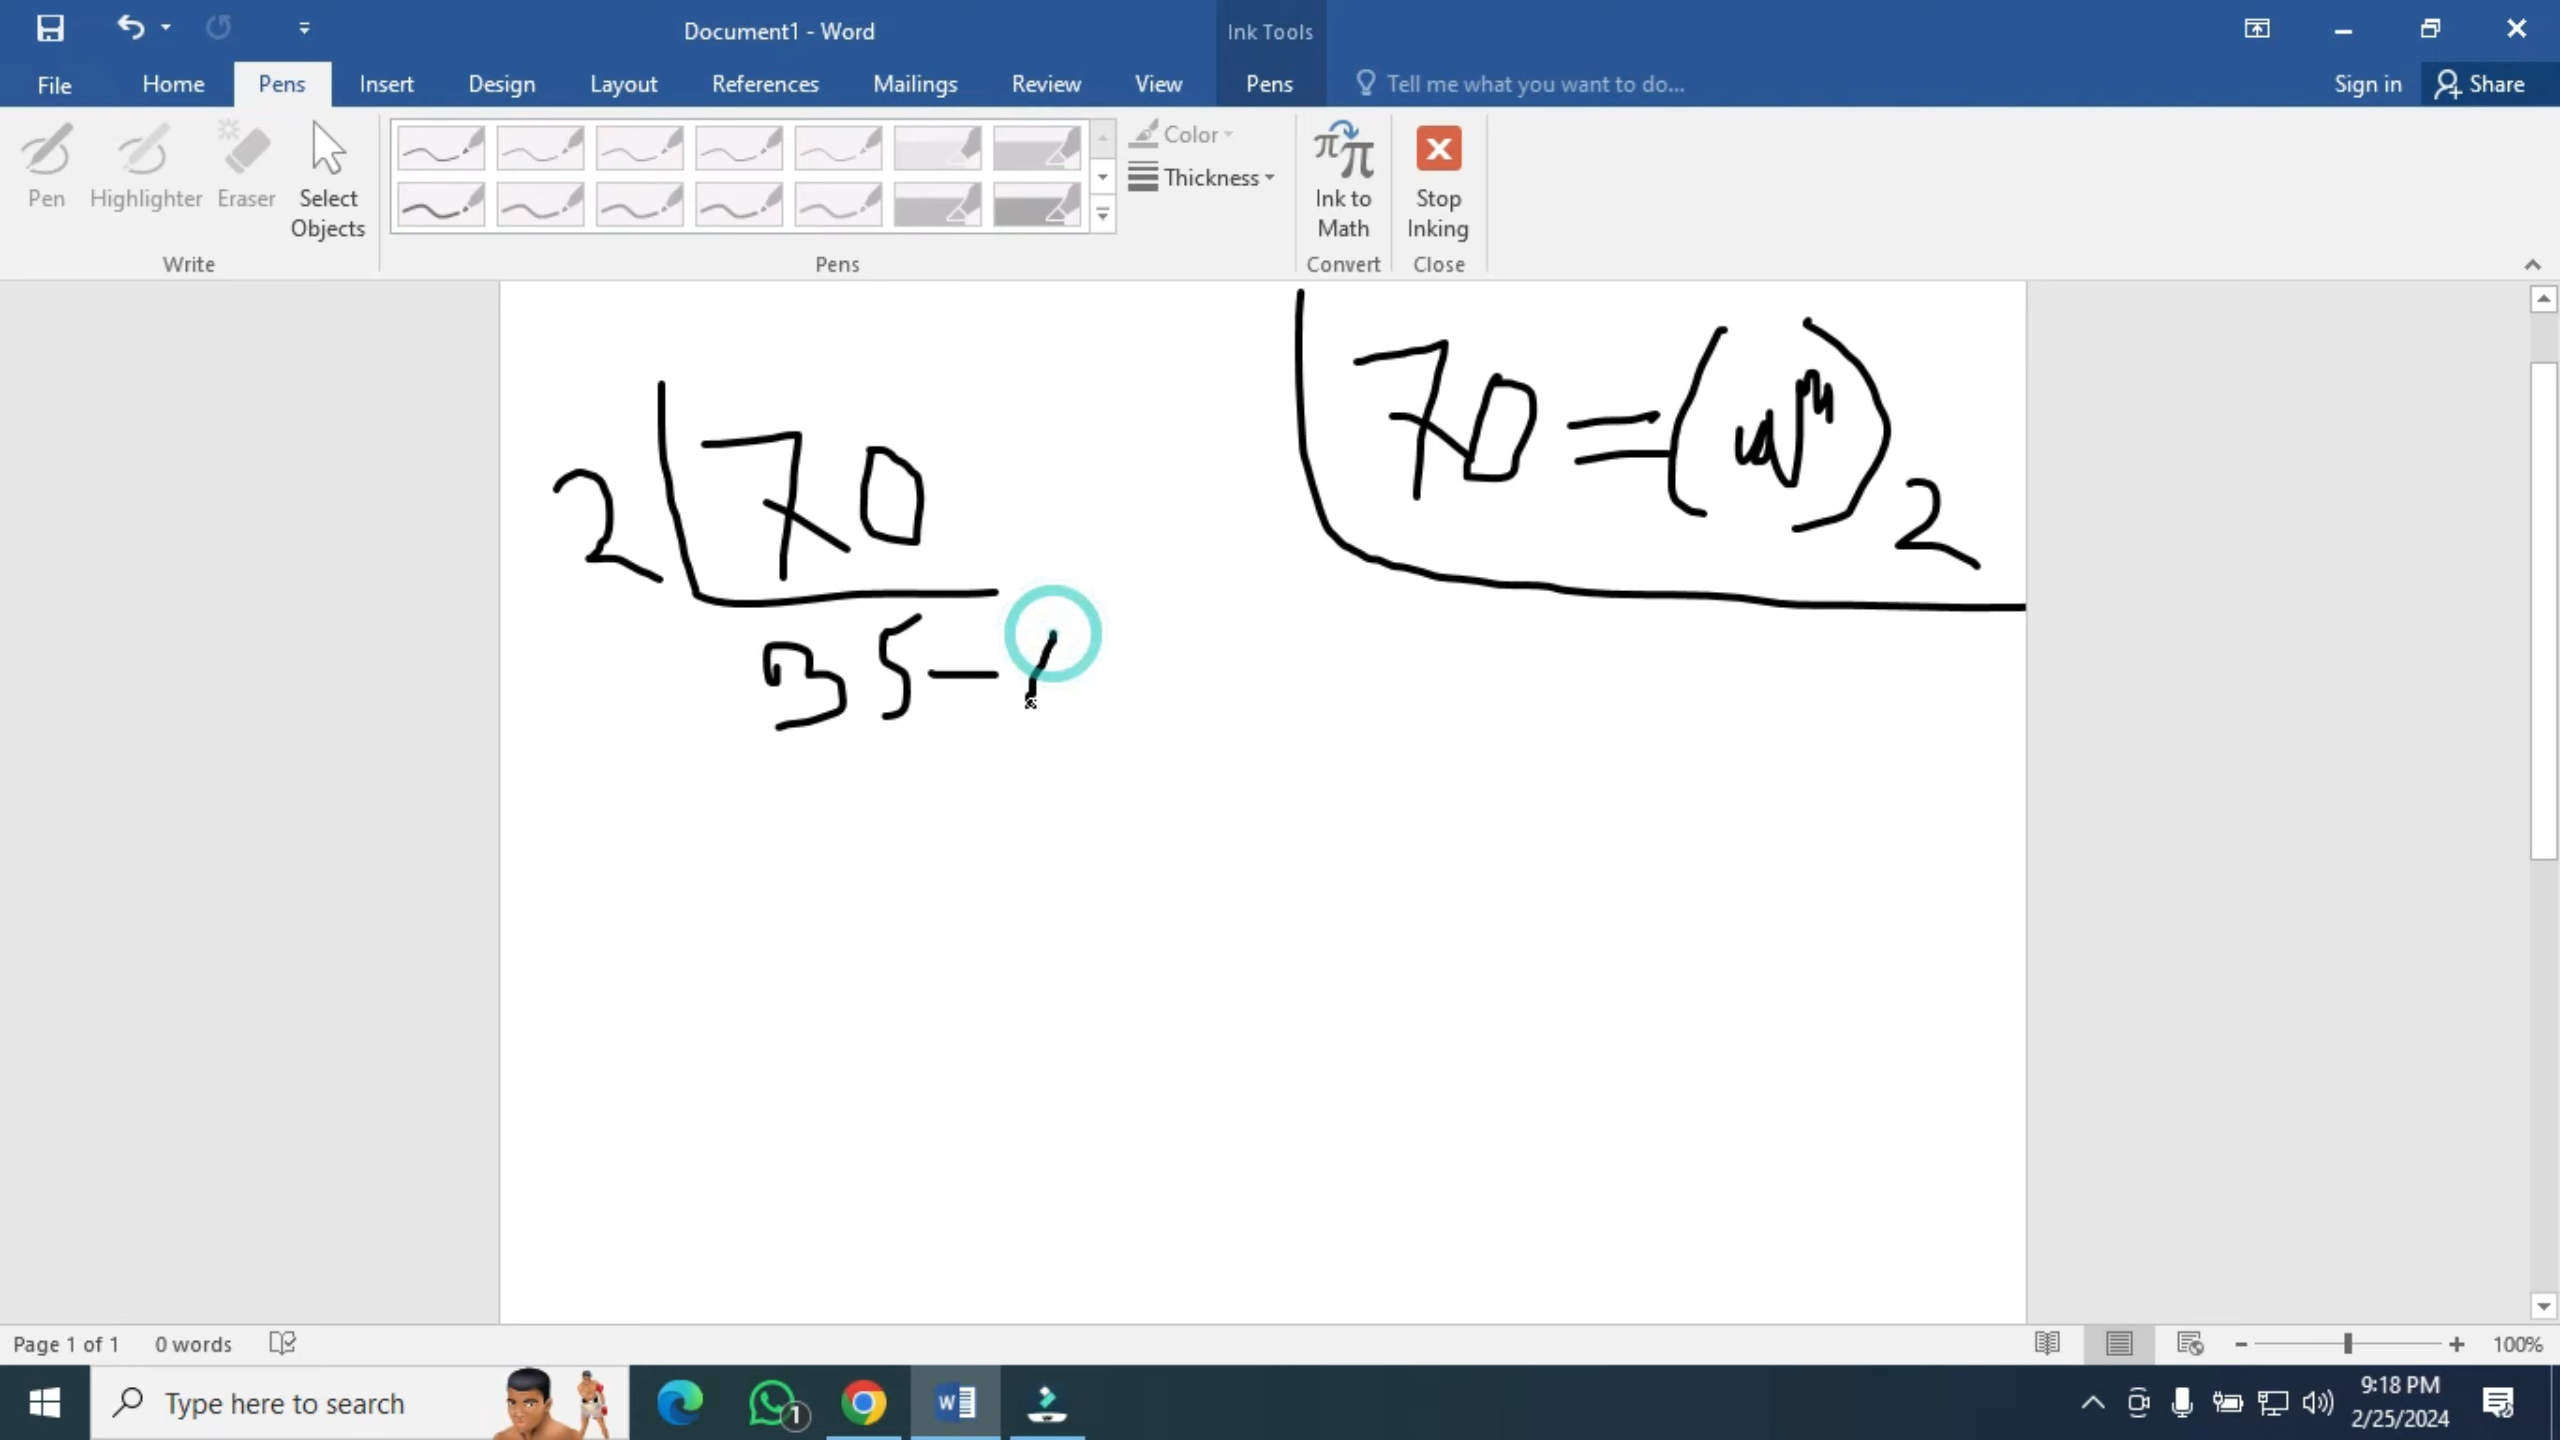 Document1 - Word
Ink Tools
File
Home
Pens
Insert
Design
Layout
References
Mailings
Review
View
Pens
Tell me what you want to do...
Sign in
Share
Pen
Highlighter
Eraser
Select Objects
Color
Thickness
Ink to Math
Stop Inking
Write
Pens
Convert
Close
70 = ( ) 2
2 70
35 —
Page 1 of 1
0 words
100%
Type here to search
1
9:18 PM
2/25/2024